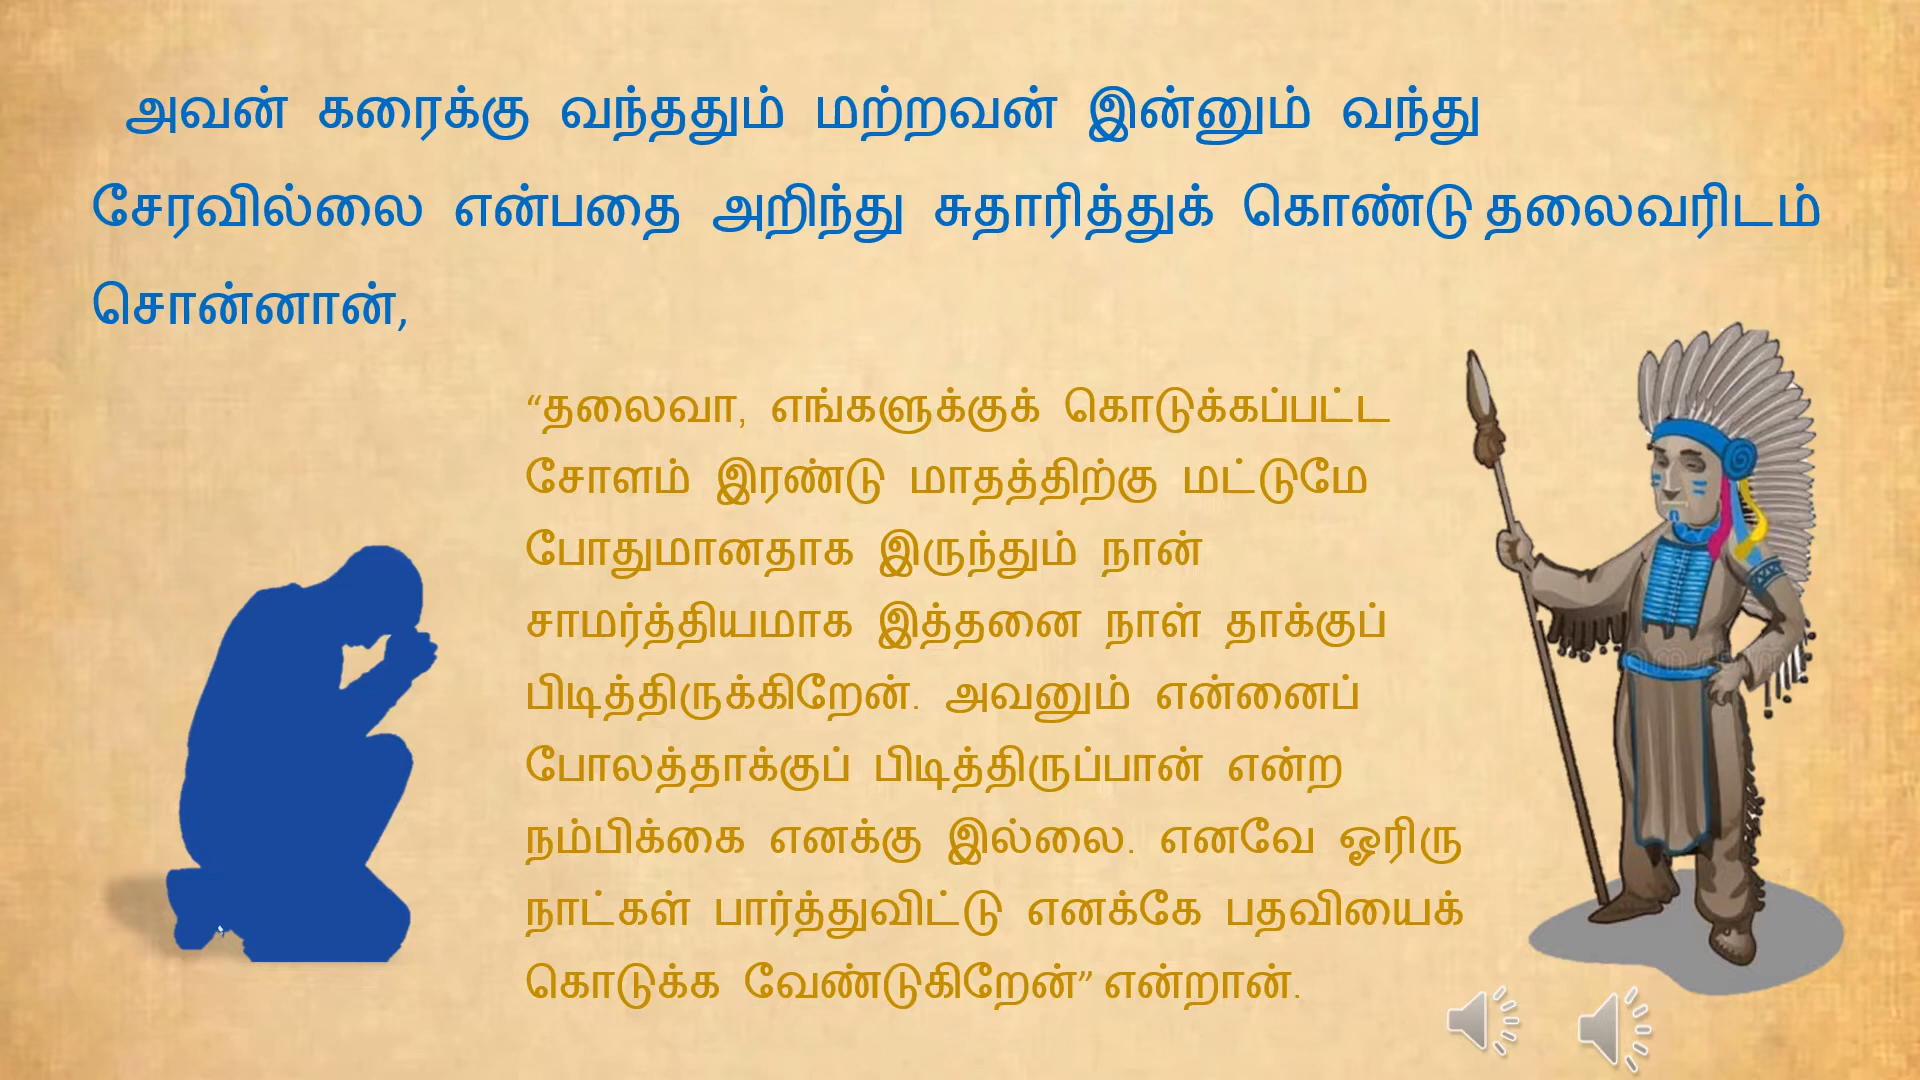 அவன் கரைக்கு வந்ததும் மற்றவன் இன்னும் வந்து
சேரவில்லை என்பதை அறிந்து சுதாரித்துக் கொண்டு தலைவரிடம்
சொன்னான்,
“தலைவா, எங்களுக்குக் கொடுக்கப்பட்ட
சோளம் இரண்டு மாதத்திற்கு மட்டுமே
போதுமானதாக இருந்தும் நான்
சாமர்த்தியமாக இத்தனை நாள் தாக்குப்
பிடித்திருக்கிறேன். அவனும் என்னைப்
போலத்தாக்குப் பிடித்திருப்பான் என்ற
நம்பிக்கை எனக்கு இல்லை. எனவே ஓரிரு
நாட்கள் பார்த்துவிட்டு எனக்கே பதவியைக்
கொடுக்க வேண்டுகிறேன்” என்றான்.